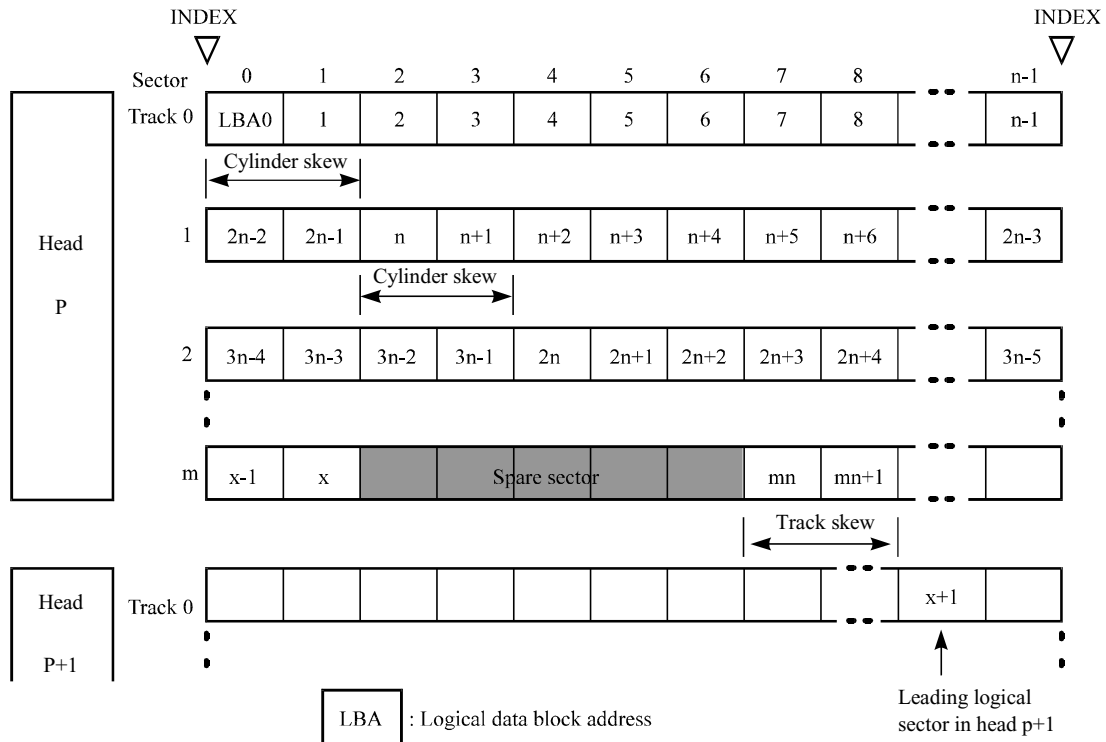 INDEX INDEX
Sector 0 1 2 3 4 5 6 7 8 n-1
Track 0 LBA0 1 2 3 4 5 6 7 8 n-1
Cylinder skew
Head
P
1 2n-2 2n-1 n n+1 n+2 n+3 n+4 n+5 n+6 2n-3
Cylinder skew
2 3n-4 3n-3 3n-2 3n-1 2n 2n+1 2n+2 2n+3 2n+4 3n-5
m x-1 x Spare sector mn mn+1
Track skew
Head
P+1
Track 0 x+1
Leading logical
sector in head p+1
LBA : Logical data block address